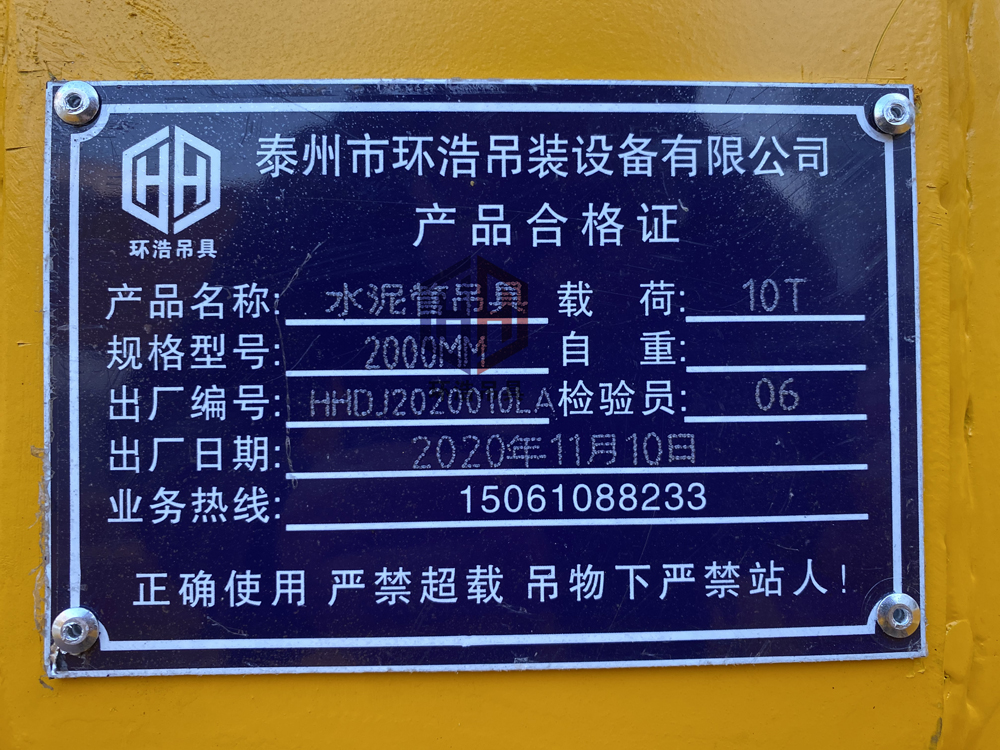 泰州市环浩吊装设备有限公司
HH
环浩吊具
产品合格证
产品名称: 水泥管吊具 载 荷: 10T
规格型号: 2000MM 自 重:
出厂编号: HHDJ2020010LA 检验员: 06
出厂日期: 2020年11月10日
业务热线: 15061088233
正确使用 严禁超载 吊物下严禁站人!